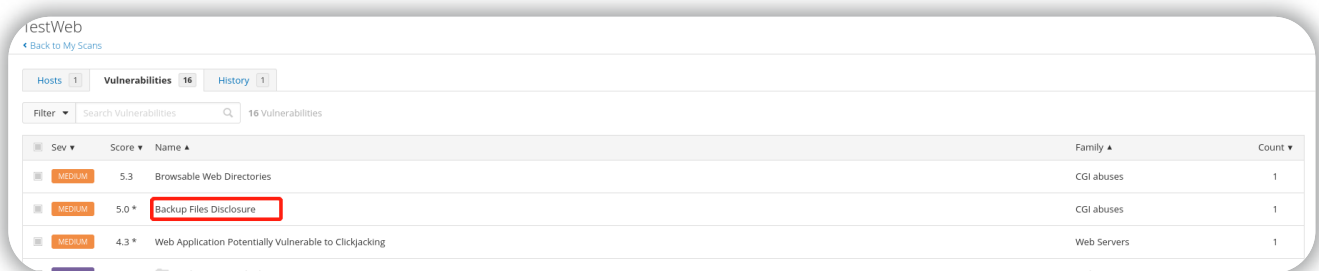 TestWeb
Back to My Scans
Hosts 1 Vulnerabilities 16 History 1
Filter Search Vulnerabilities 16 Vulnerabilities
Sev Score Name Family Count
MEDIUM 5.3 Browsable Web Directories CGI abuses 1
MEDIUM 5.0 * Backup Files Disclosure CGI abuses 1
MEDIUM 4.3 * Web Application Potentially Vulnerable to Clickjacking Web Servers 1